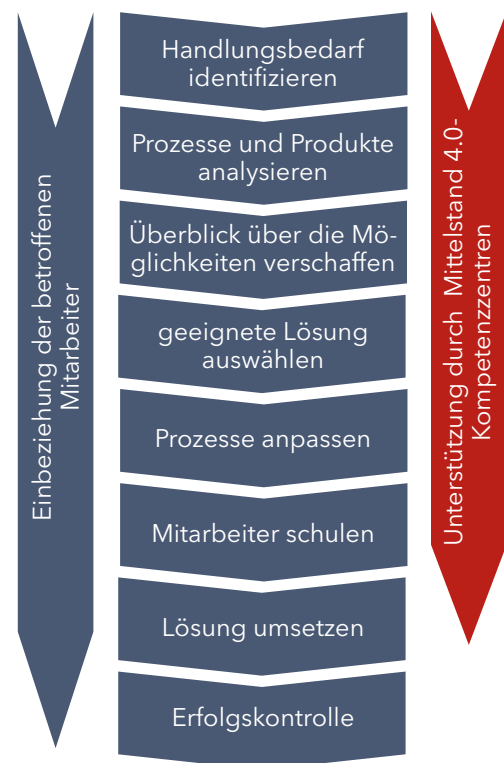 Einbeziehung der betroffenen
Mitarbeiter
Handlungsbedarf
identifizieren
Prozesse und Produkte
analysieren
Überblick über die Mö-
glichkeiten verschaffen
geeignete Lösung
auswählen
Prozesse anpassen
Mitarbeiter schulen
Lösung umsetzen
Erfolgskontrolle
Unterstützung durch Mittelstand 4.0-
Kompetenzzentren